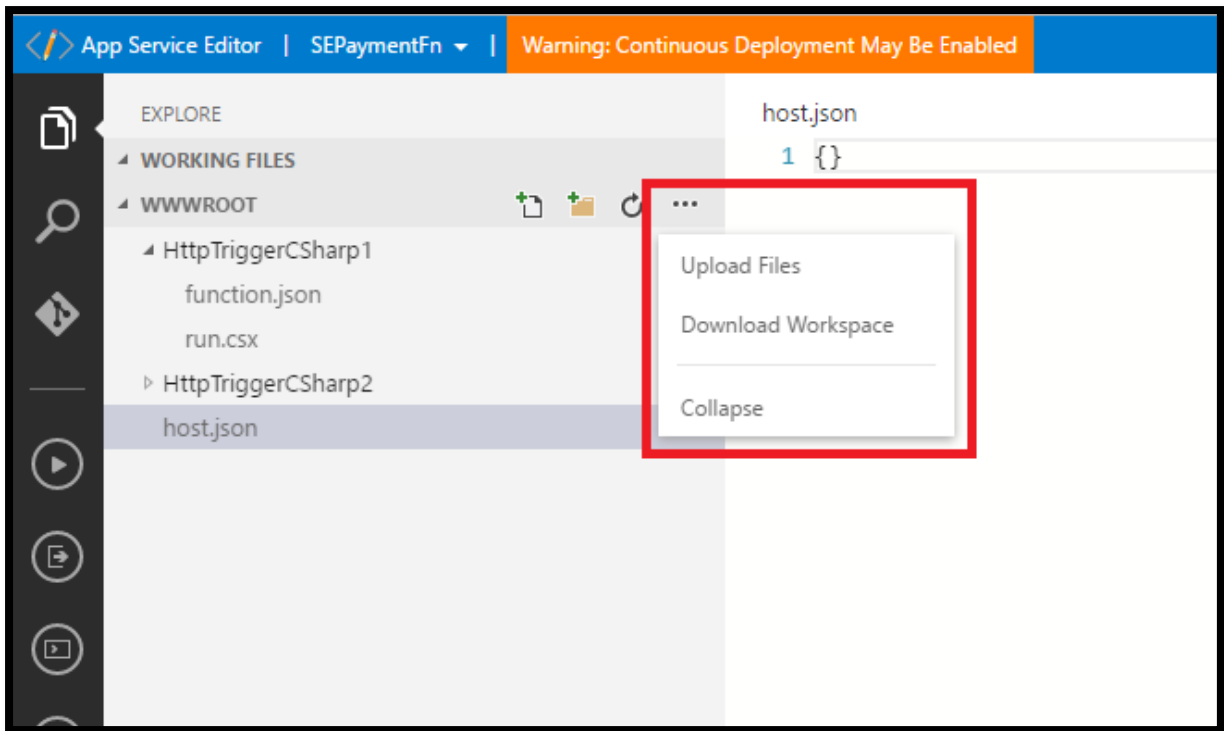 App Service Editor | SEPaymentFn | Warning: Continuous Deployment May Be Enabled
EXPLORE
WORKING FILES
WWWROOT
HttpTriggerCSharp1
function.json
run.csx
HttpTriggerCSharp2
host.json
host.json
1 {}
Upload Files
Download Workspace
Collapse